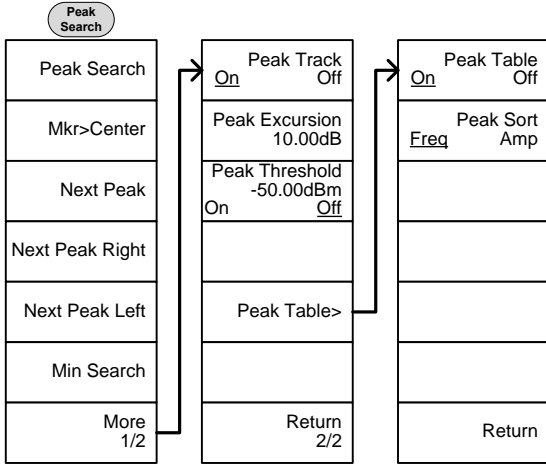 Peak
Search
Peak Search
Mkr>Center
Next Peak
Next Peak Right
Next Peak Left
Min Search
More
1/2
Peak Track
On Off
Peak Excursion
10.00dB
Peak Threshold
-50.00dBm
On Off
Peak Table>
Return
2/2
Peak Table
On Off
Peak Sort
Freq Amp
Return